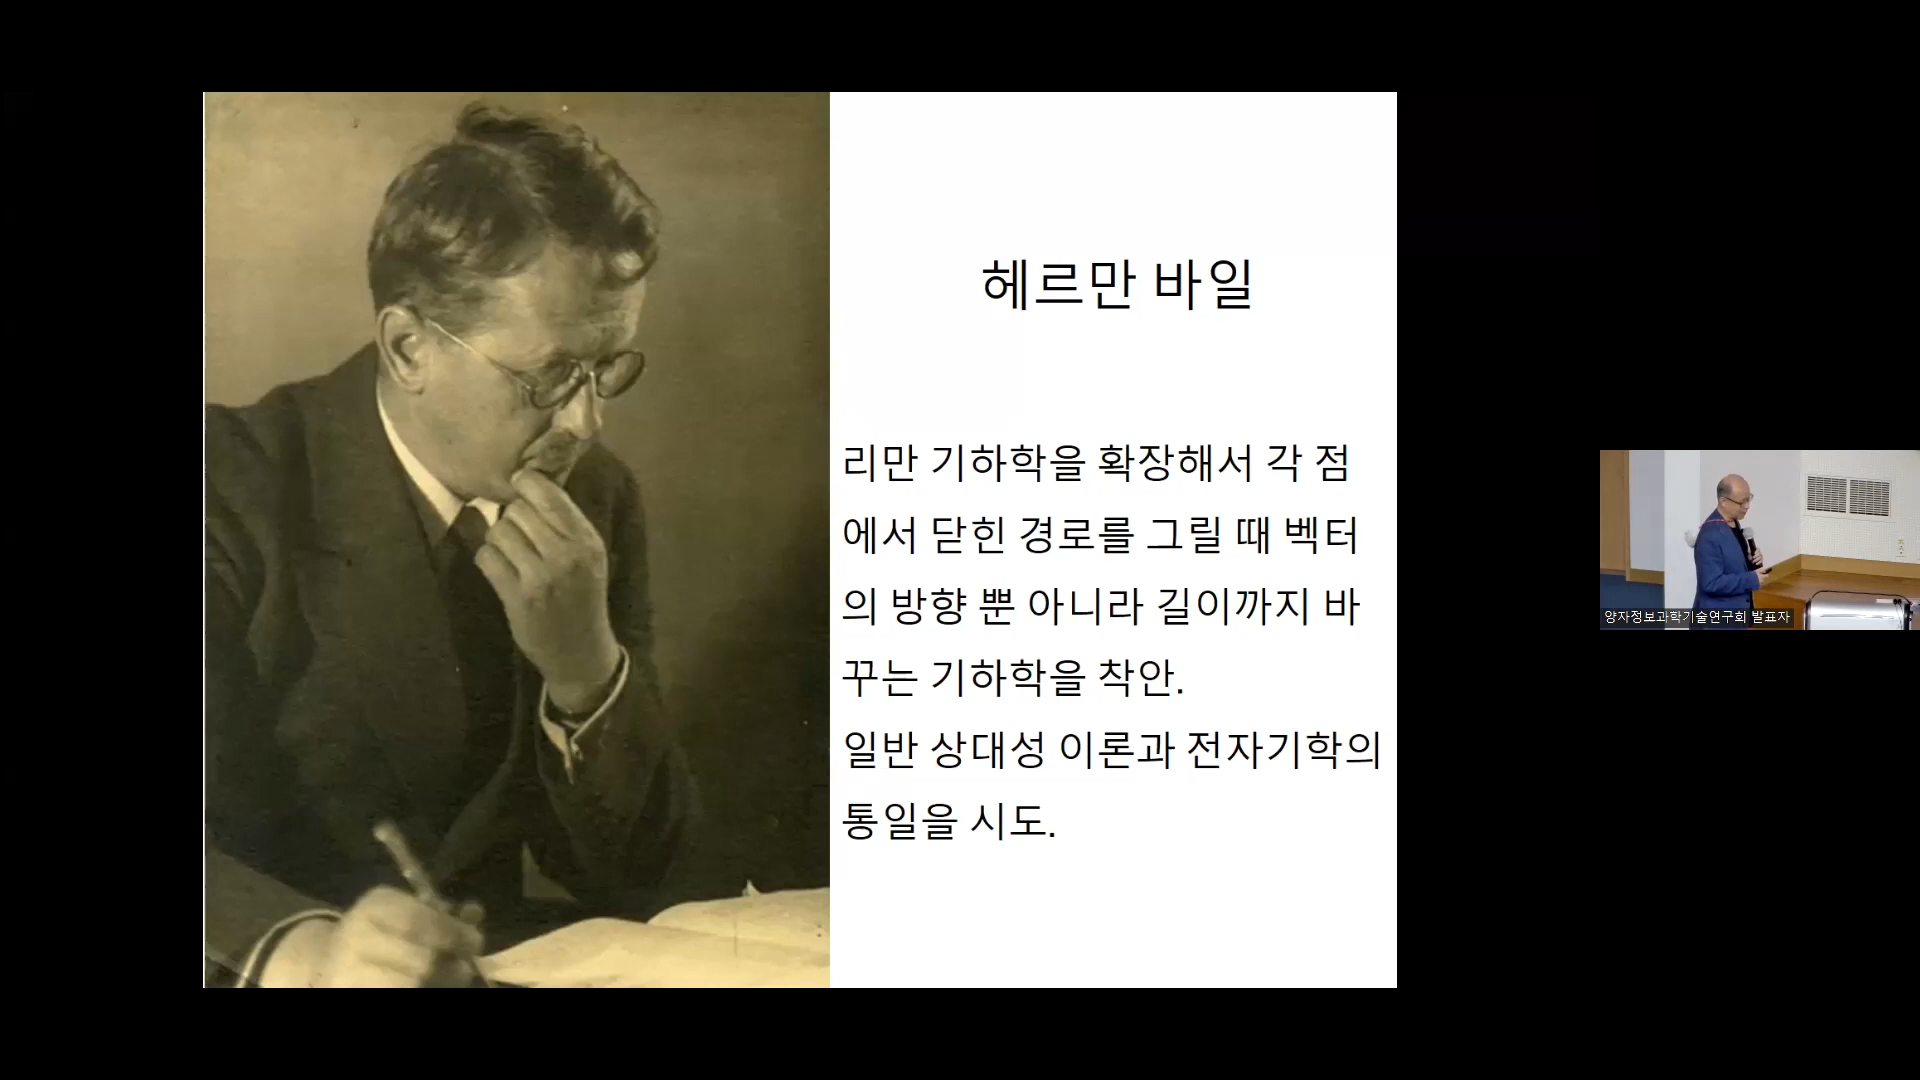 헤르만 바일
리만 기하학을 확장해서 각 점
에서 닫힌 경로를 그릴 때 벡터
의 방향 뿐 아니라 길이까지 바
꾸는 기하학을 착안.
일반 상대성 이론과 전자기학의
통일을 시도.
양자정보과학기술연구회 발표자